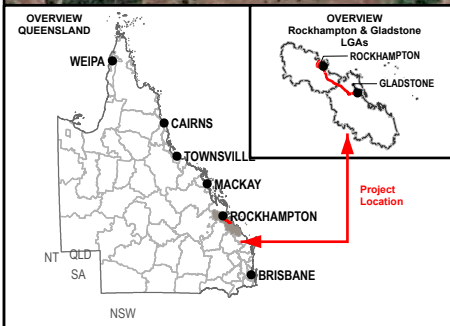 OVERVIEW
QUEENSLAND
WEIPA
CAIRNS
TOWNSVILLE
MACKAY
ROCKHAMPTON
BRISBANE
NT
QLD
SA
NSW
OVERVIEW
Rockhampton & Gladstone
LGAs
ROCKHAMPTON
GLADSTONE
Project
Location